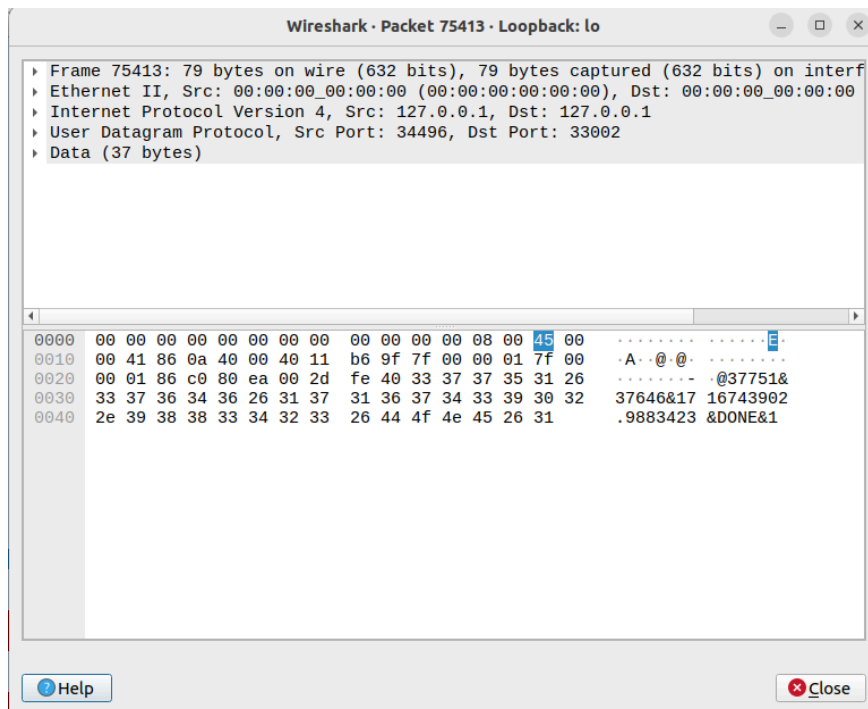 Wireshark · Packet 75413 · Loopback: lo
Frame 75413: 79 bytes on wire (632 bits), 79 bytes captured (632 bits) on interf
Ethernet II, Src: 00:00:00_00:00:00 (00:00:00:00:00:00), Dst: 00:00:00_00:00:00
Internet Protocol Version 4, Src: 127.0.0.1, Dst: 127.0.0.1
User Datagram Protocol, Src Port: 34496, Dst Port: 33002
Data (37 bytes)
0000 00 00 00 00 00 00 00 00 00 00 00 00 08 00 45 00 ········ ······E·
0010 00 41 86 0a 40 00 40 11 b6 9f 7f 00 00 01 7f 00 ·A··@·@· ········
0020 00 01 86 c0 80 ea 00 2d fe 40 33 37 37 35 31 26 ·······- ·@37751&
0030 33 37 36 34 36 26 31 37 31 36 37 34 33 39 30 32 37646&17 16743902
0040 2e 39 38 38 33 34 32 33 26 44 4f 4e 45 26 31 .9883423 &DONE&1
Help
Close